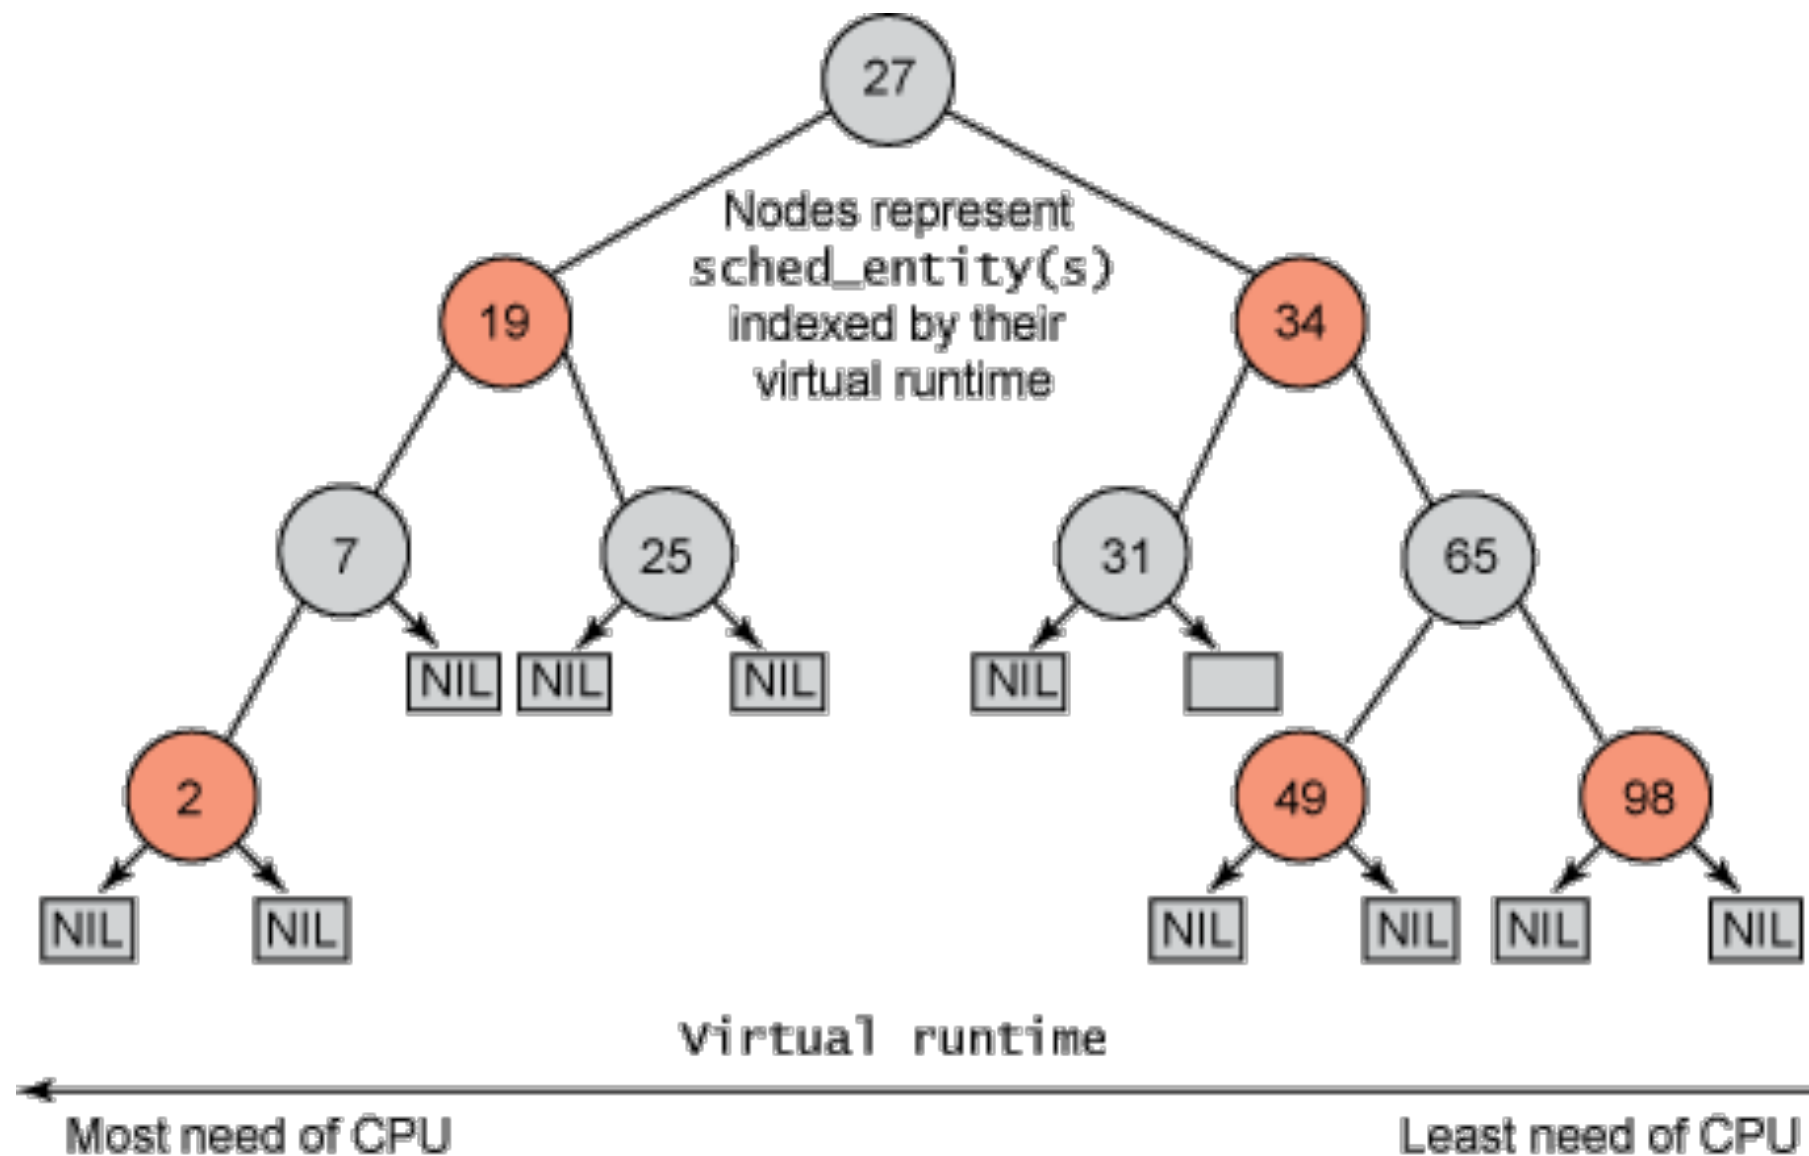 27
Nodes represent
sched_entity(s)
indexed by their
virtual runtime
19
34
7
25
31
65
NIL
NIL
NIL
NIL
2
49
98
NIL
NIL
NIL
NIL
NIL
NIL
Virtual runtime
Most need of CPU
Least need of CPU